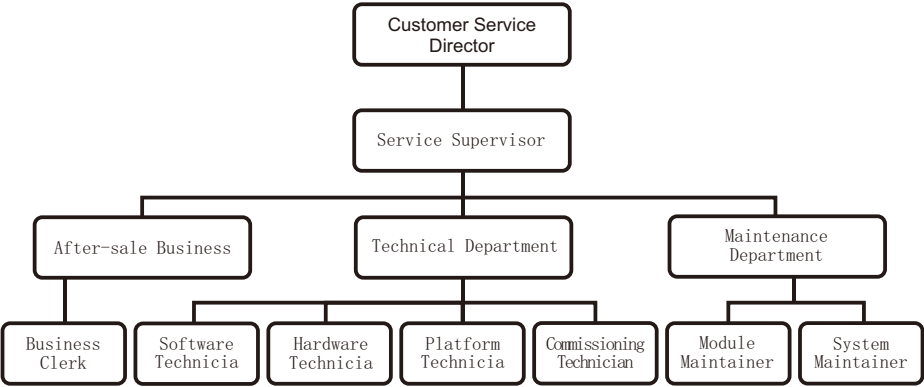 Customer Service
Director
Service Supervisor
After-sale Business
Technical Department
Maintenance
Department
Business
Clerk
Software
Technicia
Hardware
Technicia
Platform
Technicia
Commissioning
Technician
Module
Maintainer
System
Maintainer